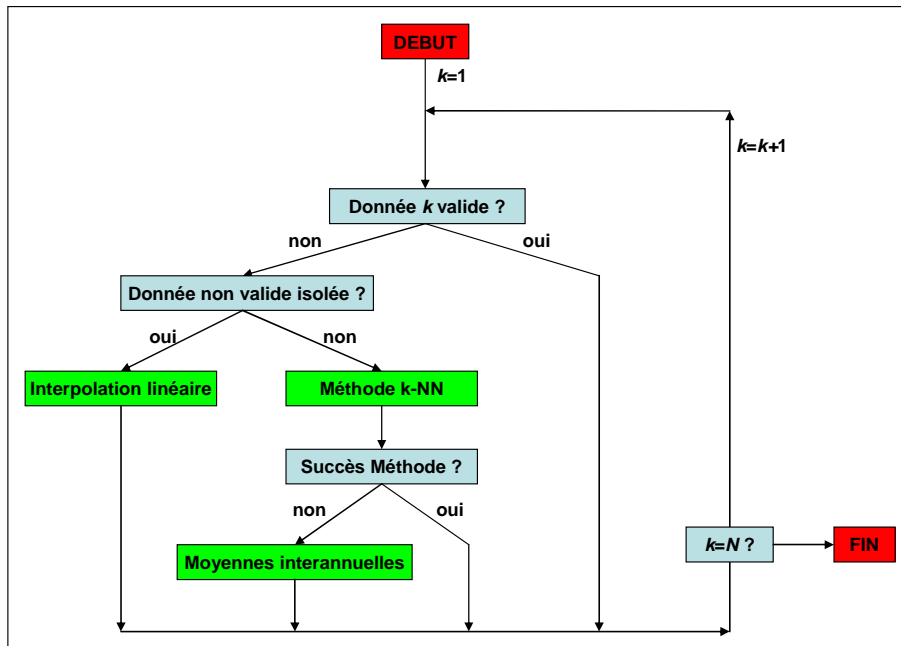 DEBUT
k=1
k=k+1
Donnée k valide ?
non
oui
Donnée non valide isolée ?
oui
non
Interpolation linéaire
Méthode k-NN
Succès Méthode ?
non
oui
k=N ?
FIN
Moyennes interannuelles